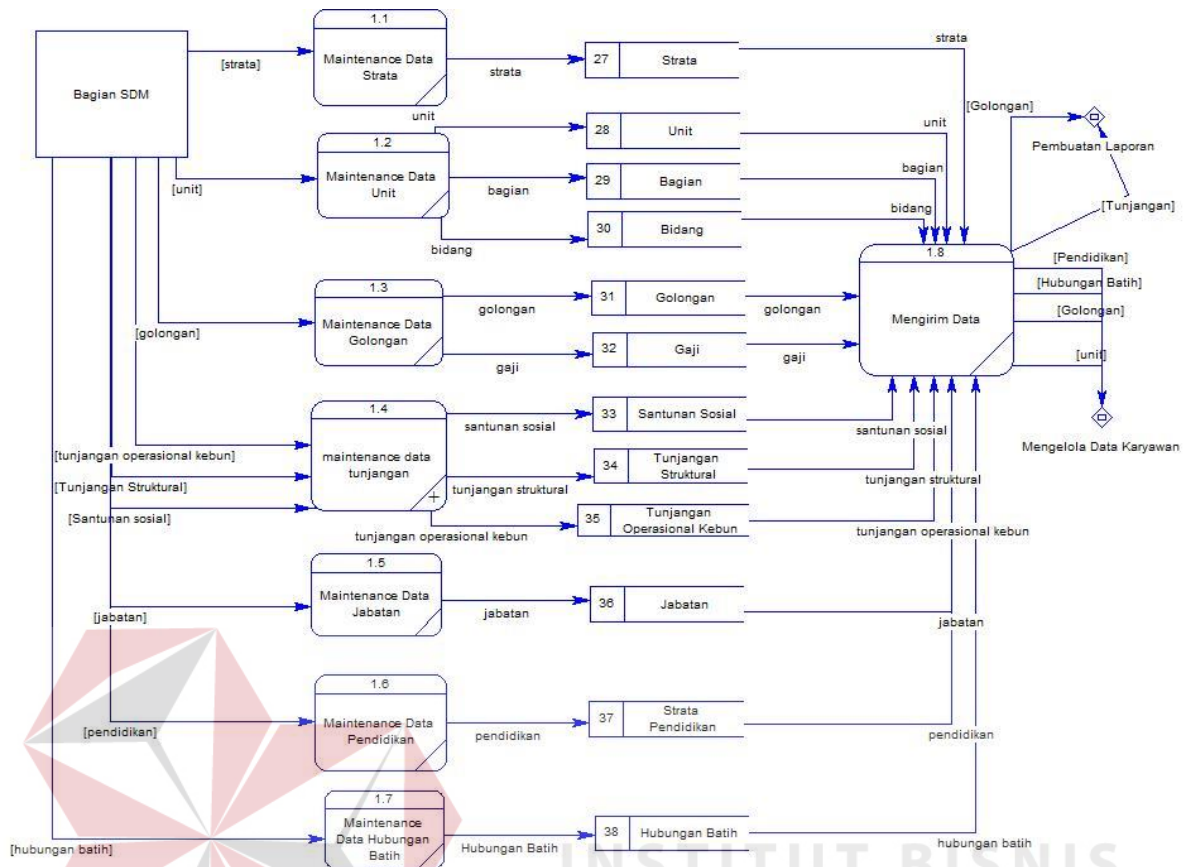 Bagian SDM
[strata]
1.1
Maintenance Data
Strata
strata
27
Strata
strata
[unit]
1.2
Maintenance Data
Unit
unit
bagian
bidang
28
Unit
unit
29
Bagian
bagian
30
Bidang
bidang
[golongan]
1.3
Maintenance Data
Golongan
golongan
gaji
31
Golongan
golongan
32
Gaji
gaji
[tunjangan operasional kebun]
[Tunjangan Struktural]
[Santunan sosial]
1.4
maintenance data
tunjangan
+
santunan sosial
tunjangan struktural
tunjangan operasional kebun
33
Santunan Sosial
santunan sosial
34
Tunjangan
Struktural
tunjangan struktural
35
Tunjangan
Operasional Kebun
tunjangan operasional kebun
[jabatan]
1.5
Maintenance Data
Jabatan
jabatan
36
Jabatan
jabatan
[pendidikan]
1.6
Maintenance Data
Pendidikan
pendidikan
37
Strata
Pendidikan
pendidikan
[hubungan batih]
1.7
Maintenance
Data Hubungan
Batih
Hubungan Batih
38
Hubungan Batih
hubungan batih
1.8
Mengirim Data
[Golongan]
Pembuatan Laporan
[Tunjangan]
[Pendidikan]
[Hubungan Batih]
[Golongan]
[unit]
Mengelola Data Karyawan
INSTITUT BISNIS